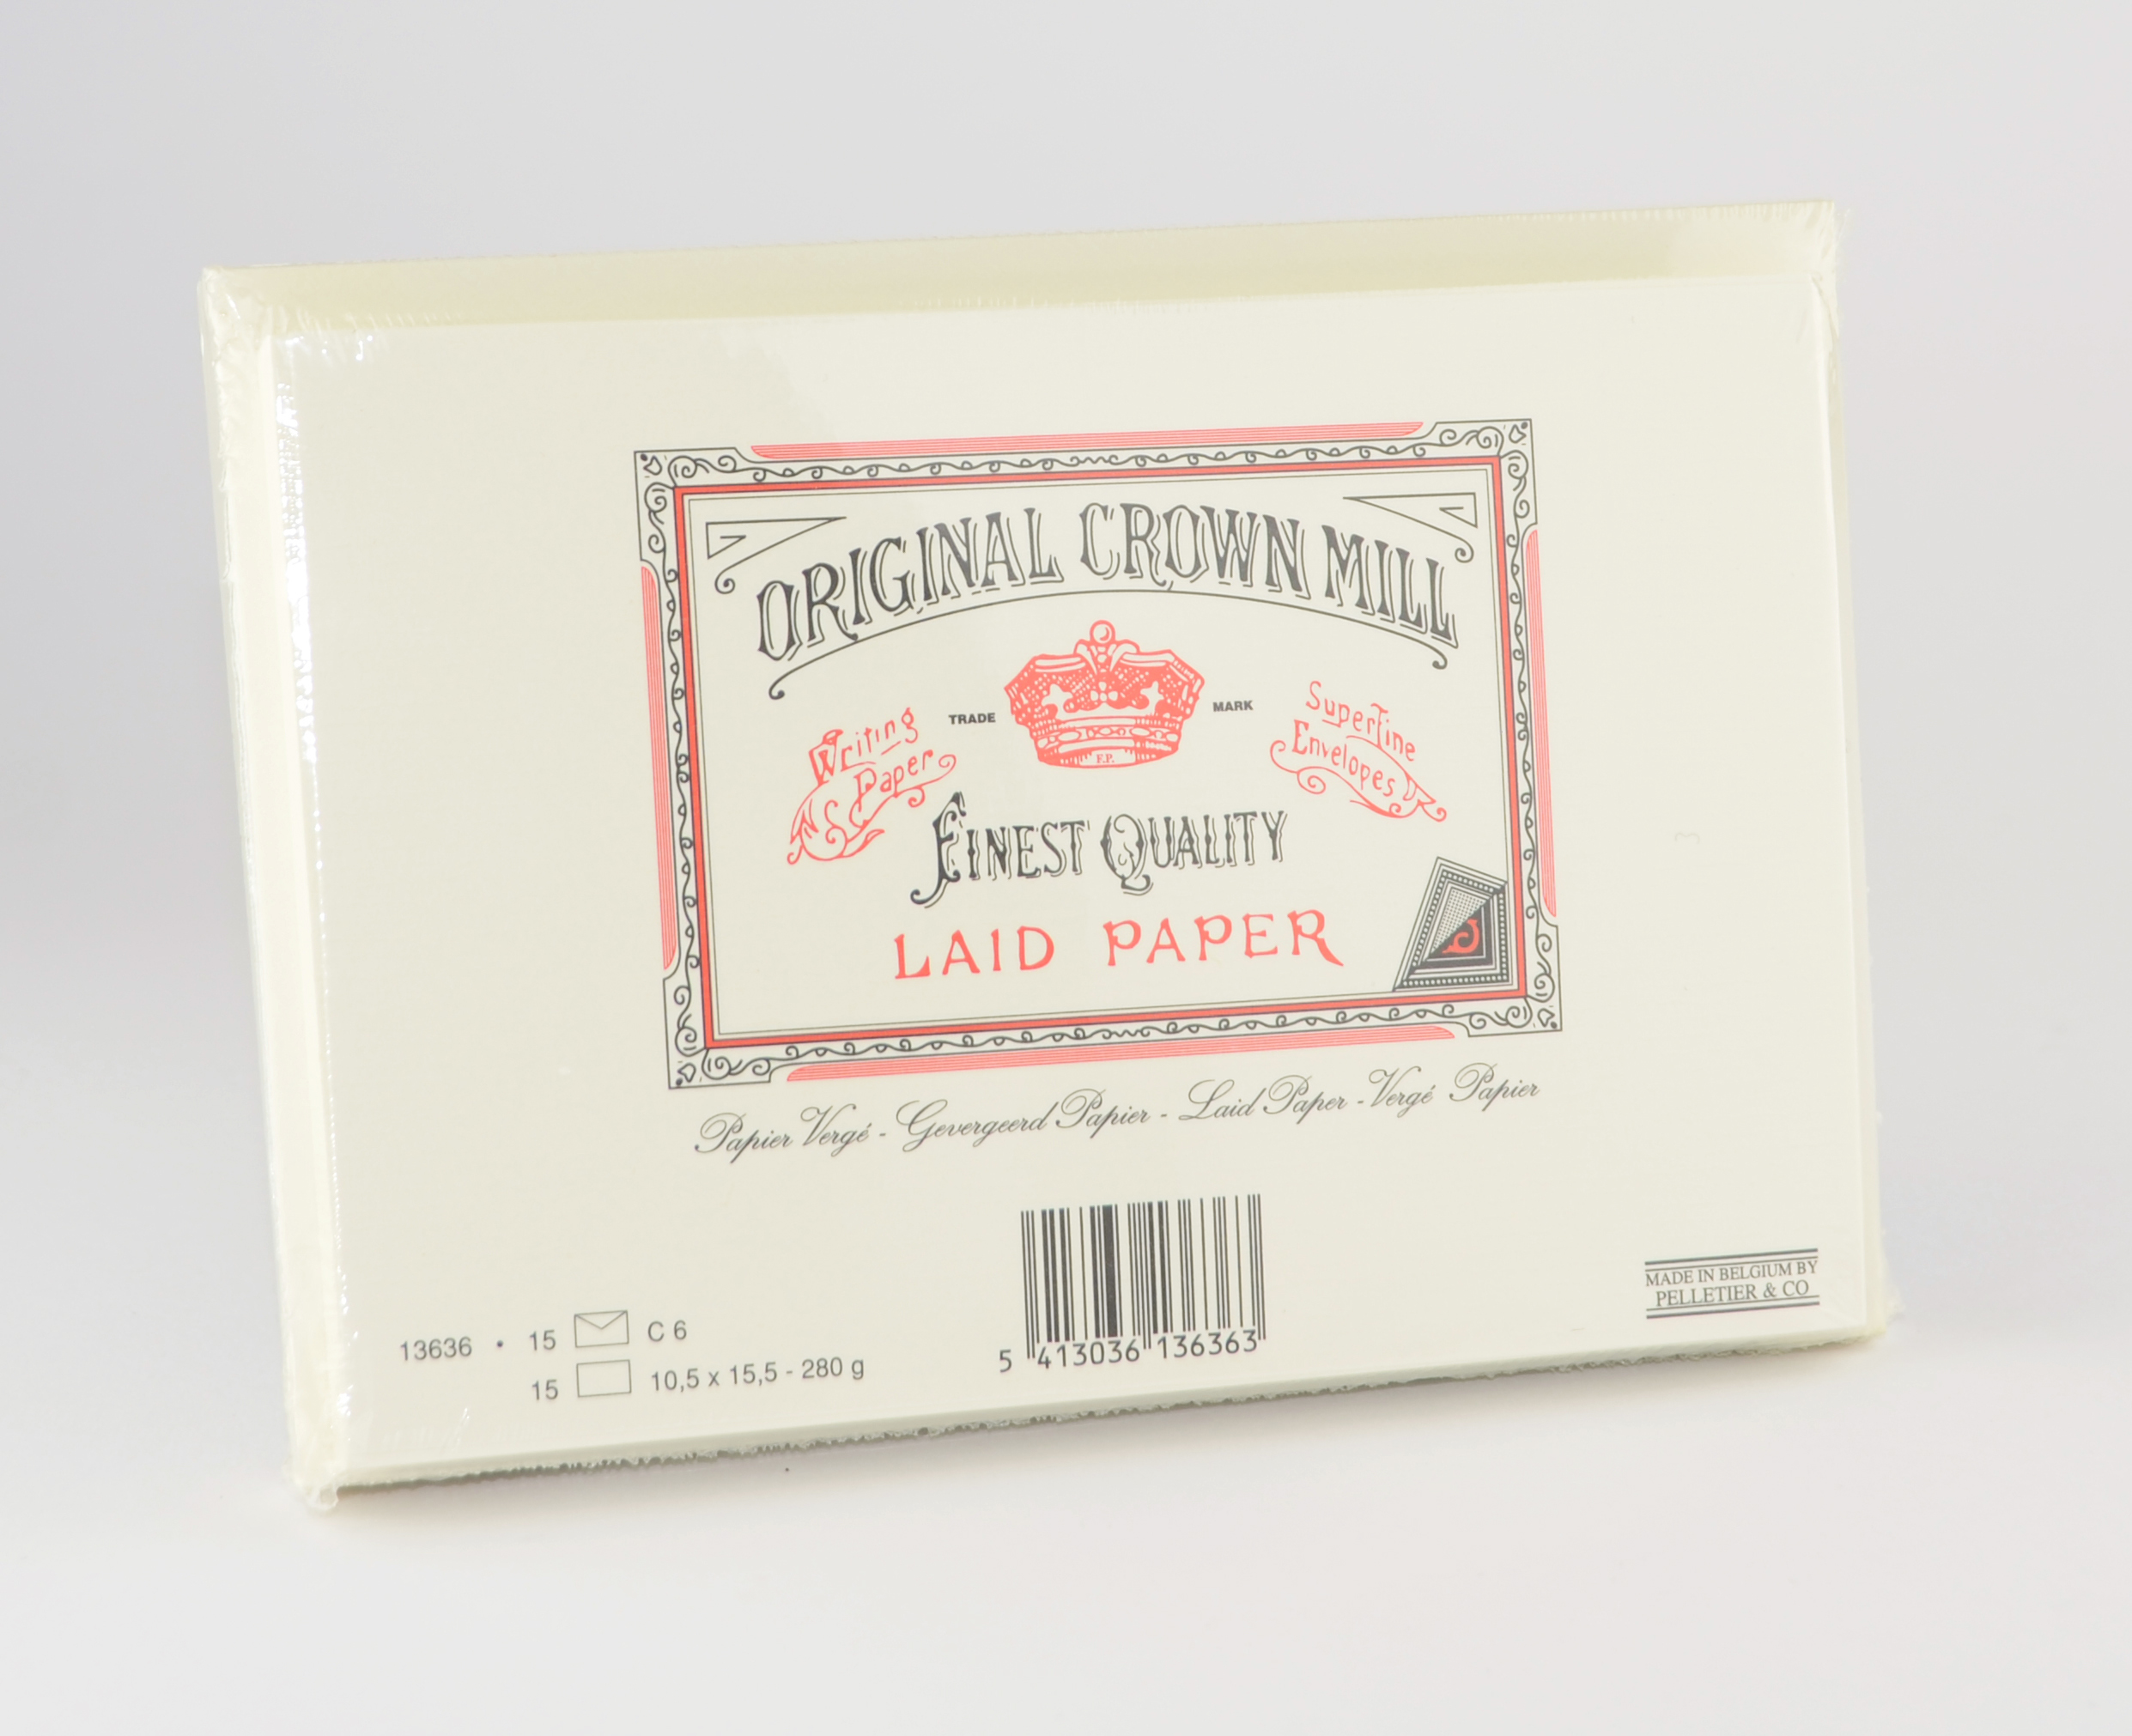 ORIGINAL CROWN MILL
TRADE MARK
F.P.
Writing
Paper
Superfine
Envelopes
FINEST QUALITY
LAID PAPER
Papier Vergé - Gevergeerd Papier - Laid Paper - Vergé Papier
13636 • 15 C 6
15 10,5 x 15,5 - 280 g
5 413036 136363
MADE IN BELGIUM BY
PELLETIER & CO